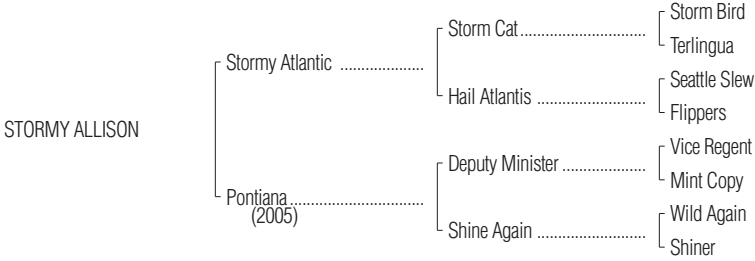 Storm Bird
Storm Cat..............................
Terlingua
Stormy Atlantic ....................
Seattle Slew
Hail Atlantis ..........................
Flippers
STORMY ALLISON
Vice Regent
Deputy Minister ....................
Mint Copy
Pontiana................................
(2005)
Wild Again
Shine Again ..........................
Shiner